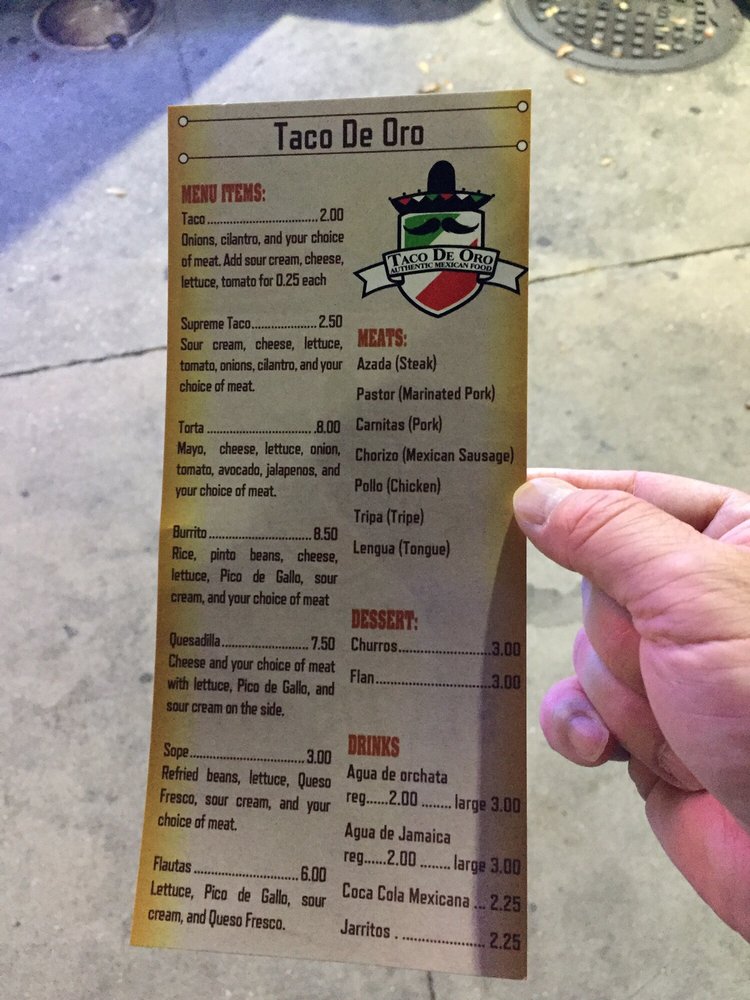 Taco De Oro
MENU ITEMS:
Taco ............................... 2.00
Onions, cilantro, and your choice
of meat. Add sour cream, cheese,
lettuce, tomato for 0.25 each
Supreme Taco................... 2.50
Sour cream, cheese, lettuce,
tomato, onions, cilantro, and your
choice of meat.
Torta ............................... .8.00
Mayo, cheese, lettuce, onion,
tomato, avocado, jalapenos, and
your choice of meat.
Burrito .............................. 8.50
Rice, pinto beans, cheese,
lettuce, Pico de Gallo, sour
cream, and your choice of meat
Quesadilla......................... 7.50
Cheese and your choice of meat
with lettuce, Pico de Gallo, and
sour cream on the side.
Sope ................................. 3.00
Refried beans, lettuce, Queso
Fresco, sour cream, and your
choice of meat.
Flautas .............................. 6.00
Lettuce, Pico de Gallo, sour
cream, and Queso Fresco.
TACO DE ORO
AUTHENTIC MEXICAN FOOD
MEATS:
Azada (Steak)
Pastor (Marinated Pork)
Carnitas (Pork)
Chorizo (Mexican Sausage)
Pollo (Chicken)
Tripa (Tripe)
Lengua (Tongue)
DESSERT:
Churros..........................3.00
Flan................................3.00
DRINKS
Agua de orchata
reg......2.00 ........ large 3.00
Agua de Jamaica
reg......2.00 ........ large 3.00
Coca Cola Mexicana ... 2.25
Jarritos . ...................... 2.25